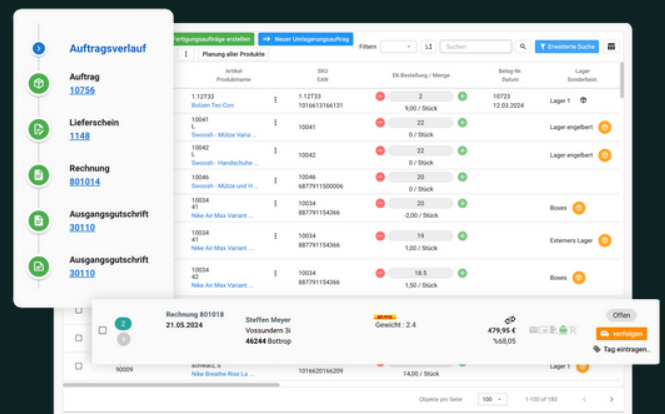 Auftragsverlauf
Auftrag
10756
Lieferschein
1148
Rechnung
801014
Ausgangsgutschrift
30110
Ausgangsgutschrift
30110
Fertigungsaufträge erstellen
Neuer Umlagerungsauftrag
Filtern
Suchen
Erweiterte Suche
Planung aller Produkte
Artikel
Produktname
SKU
EAN
EK-Bestellung / Menge
Beleg-Nr.
Datum
Lager
Sonderbest.
1.12T33
Bolzen Tec-Con
1.12T33
1016613166131
2
9,00 / Stück
10723
12.03.2024
Lager 1
10041
L
Swoosh - Mütze Varia ...
10041
22
0 / Stück
Lager engelbert
10042
L
Swoosh - Handschuhe ...
10042
22
0 / Stück
Lager engelbert
10046
Swoosh - Mütze und H ...
10046
6877911500006
20
0 / Stück
10034
41
Nike Air Max Variant ...
10034
887791154366
20
-2,00 / Stück
Boxes
10034
41
Nike Air Max Variant ...
10034
887791154366
19
1,00 / Stück
Externers Lager
10034
42
Nike Air Max Variant ...
10034
887791154366
18.5
1,50 / Stück
Boxes
2
Rechnung 801018
21.05.2024
Steffen Meyer
Vossundern 3i
46244 Bottrop
Gewicht : 2.4
479,95 €
%68,05
Offen
verfolgen
Tag eintragen..
90009
Schwarz, S
Nike Breathe Rise La ...
1016620166209
14,00 / Stück
Lager 1
Objekte pro Seite
100
1-100 of 180